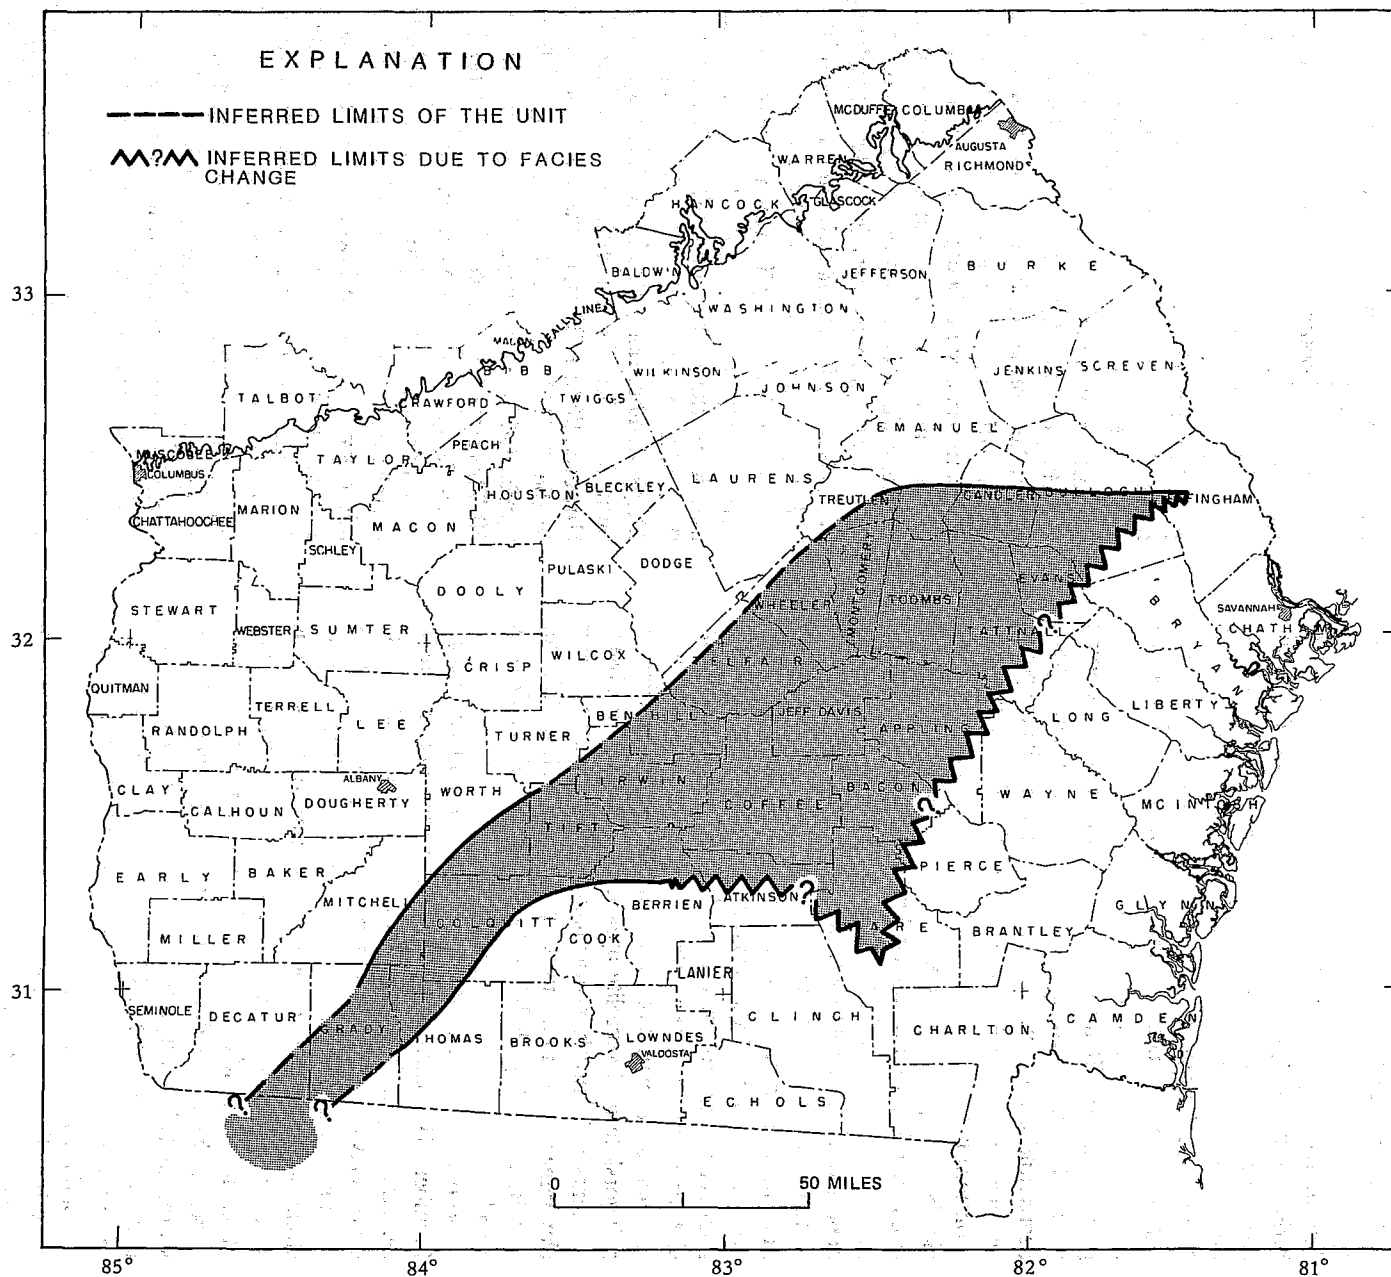 EXPLANATION
INFERRED LIMITS OF THE UNIT
? INFERRED LIMITS DUE TO FACIES
CHANGE
MCDUFFIE COLUMBIA
AUGUSTA
RICHMOND
WARREN
GLASCOCK
HANCOCK
BALDWIN
JEFFERSON
BURKE
33
WASHINGTON
FALL LINE
MACON
BIBB
WILKINSON
JENKINS
SCREVEN
TALBOT
CRAWFORD
TWIGGS
JOHNSON
EMANUEL
PEACH
MUSCOGEE
COLUMBUS
TAYLOR
HOUSTON
BLECKLEY
LAURENS
TREUTLEN
CANDLER
BULLOCH
EFFINGHAM
CHATTAHOOCHEE
MARION
MACON
SCHLEY
DOOLY
PULASKI
DODGE
MONTGOMERY
EVANS
STEWART
WHEELER
TOOMBS
BRYAN
SAVANNAH
CHATHAM
32
WEBSTER
SUMTER
TATTNALL
?
CRISP
WILCOX
TELFAIR
QUITMAN
TERRELL
LEE
RANDOLPH
TURNER
BEN HILL
JEFF DAVIS
APPLING
LONG
LIBERTY
CLAY
CALHOUN
ALBANY
DOUGHERTY
WORTH
IRWIN
COFFEE
BACON
?
WAYNE
MCINTOSH
TIFT
EARLY
BAKER
MITCHELL
PIERCE
BERRIEN
ATKINSON
?
COLQUITT
COOK
WARE
BRANTLEY
GLYNN
MILLER
LANIER
31
SEMINOLE
DECATUR
GRADY
THOMAS
BROOKS
LOWNDES
VALDOSTA
CLINCH
CHARLTON
CAMDEN
? ?
ECHOLS
0 50 MILES
85° 84° 83° 82° 81°